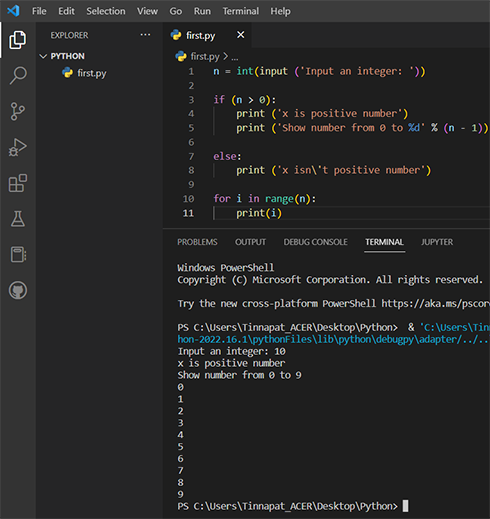 File Edit Selection View Go Run Terminal Help
EXPLORER ...
PYTHON
first.py
first.py
first.py > ...
1 n = int(input ('Input an integer: '))
2
3 if (n > 0):
4 print ('x is positive number')
5 print ('Show number from 0 to %d' % (n - 1))
6
7 else:
8 print ('x isn\'t positive number')
9
10 for i in range(n):
11 print(i)
PROBLEMS OUTPUT DEBUG CONSOLE TERMINAL JUPYTER
Windows PowerShell
Copyright (C) Microsoft Corporation. All rights reserved.
Try the new cross-platform PowerShell https://aka.ms/pscor
PS C:\Users\Tinnapat_ACER\Desktop\Python> & 'C:\Users\Tinn
hon-2022.16.1\pythonFiles\lib\python\debugpy\adapter/../..
Input an integer: 10
x is positive number
Show number from 0 to 9
0
1
2
3
4
5
6
7
8
9
PS C:\Users\Tinnapat_ACER\Desktop\Python>